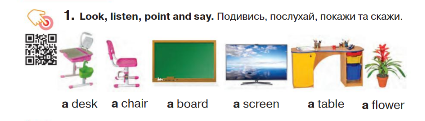 1. Look, listen, point and say. Подивись, послухай, покажи та скажи.
a desk a chair a board a screen a table a flower